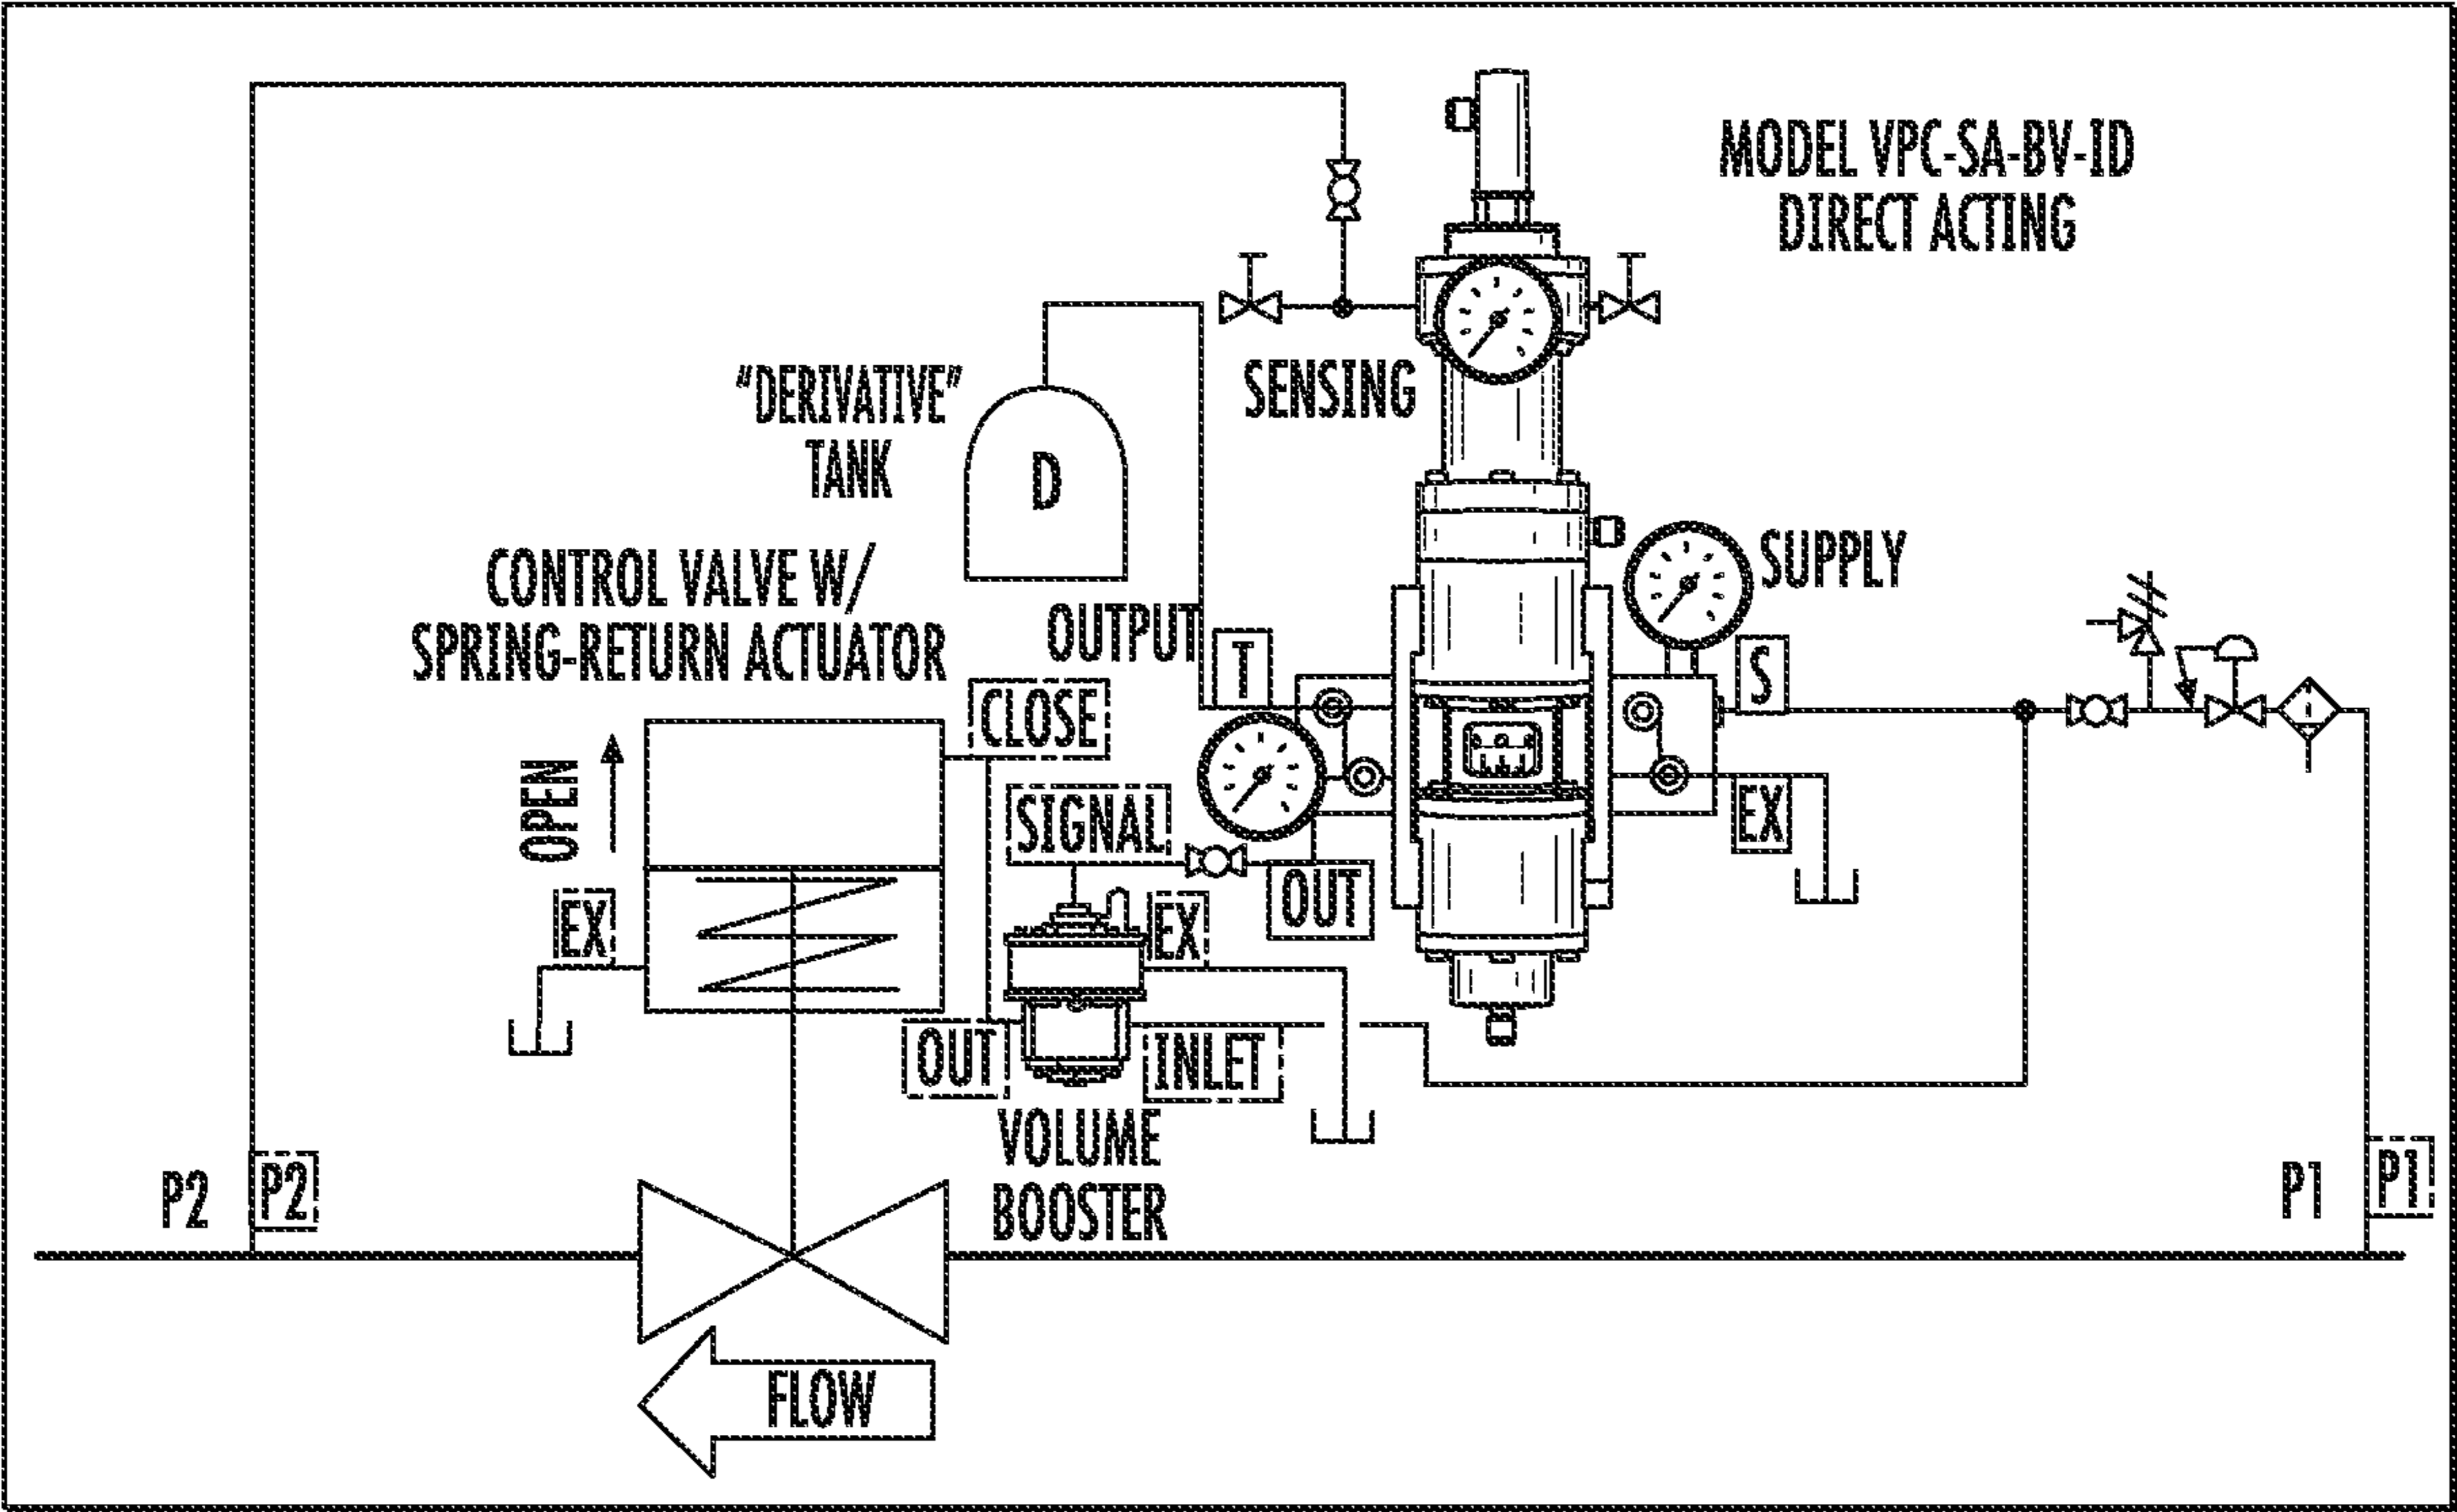 MODEL VPC-SA-BV-ID
DIRECT ACTING
SENSING
"DERIVATIVE"
TANK
D
SUPPLY
CONTROL VALVE W/
SPRING-RETURN ACTUATOR
OUTPUT
T
S
CLOSE
OPEN
SIGNAL
EX
OUT
EX
EX
OUT
INLET
VOLUME
BOOSTER
P2
P2
P1
P1
FLOW